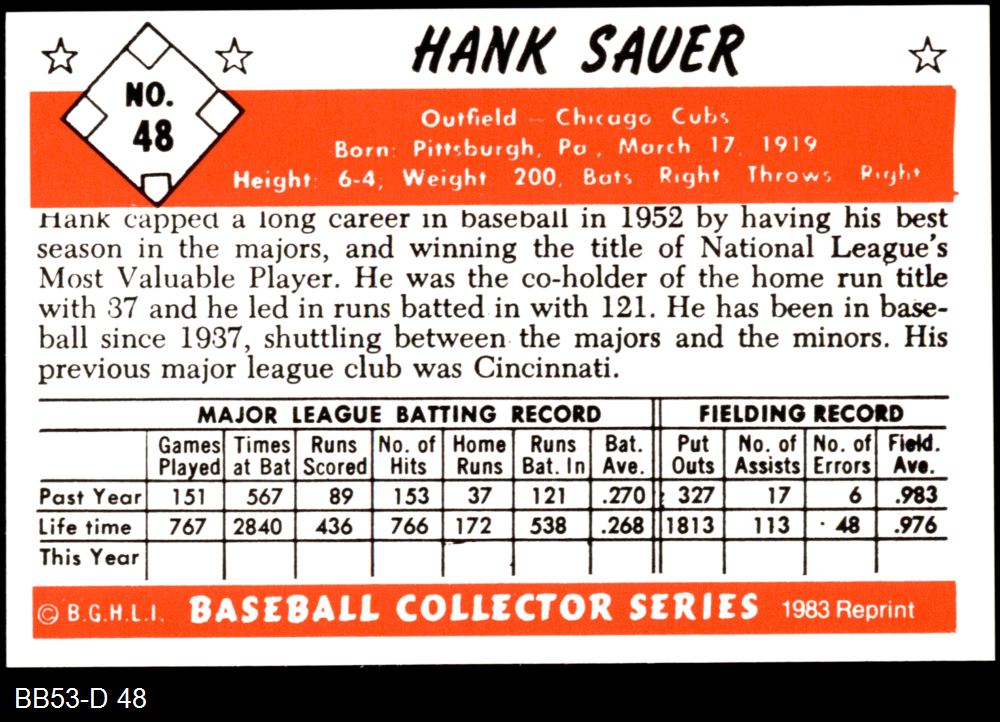 HANK SAUER
NO.
48
Outfield - Chicago Cubs
Born: Pittsburgh, Pa., March 17, 1919
Height: 6-4, Weight 200, Bats Right Throws Right
Hank capped a long career in baseball in 1952 by having his best
season in the majors, and winning the title of National League's
Most Valuable Player. He was the co-holder of the home run title
with 37 and he led in runs batted in with 121. He has been in base-
ball since 1937, shuttling between the majors and the minors. His
previous major league club was Cincinnati.
MAJOR LEAGUE BATTING RECORD FIELDING RECORD
Games Times Runs No. of Home Runs Bat. Put No. of No. of Field.
Played at Bat Scored Hits Runs Bat. In Ave. Outs Assists Errors Ave.
Past Year 151 567 89 153 37 121 .270 327 17 6 .983
Life time 767 2840 436 766 172 538 .268 1813 113 48 .976
This Year
© B.G.H.L.I. BASEBALL COLLECTOR SERIES 1983 Reprint
BB53-D 48